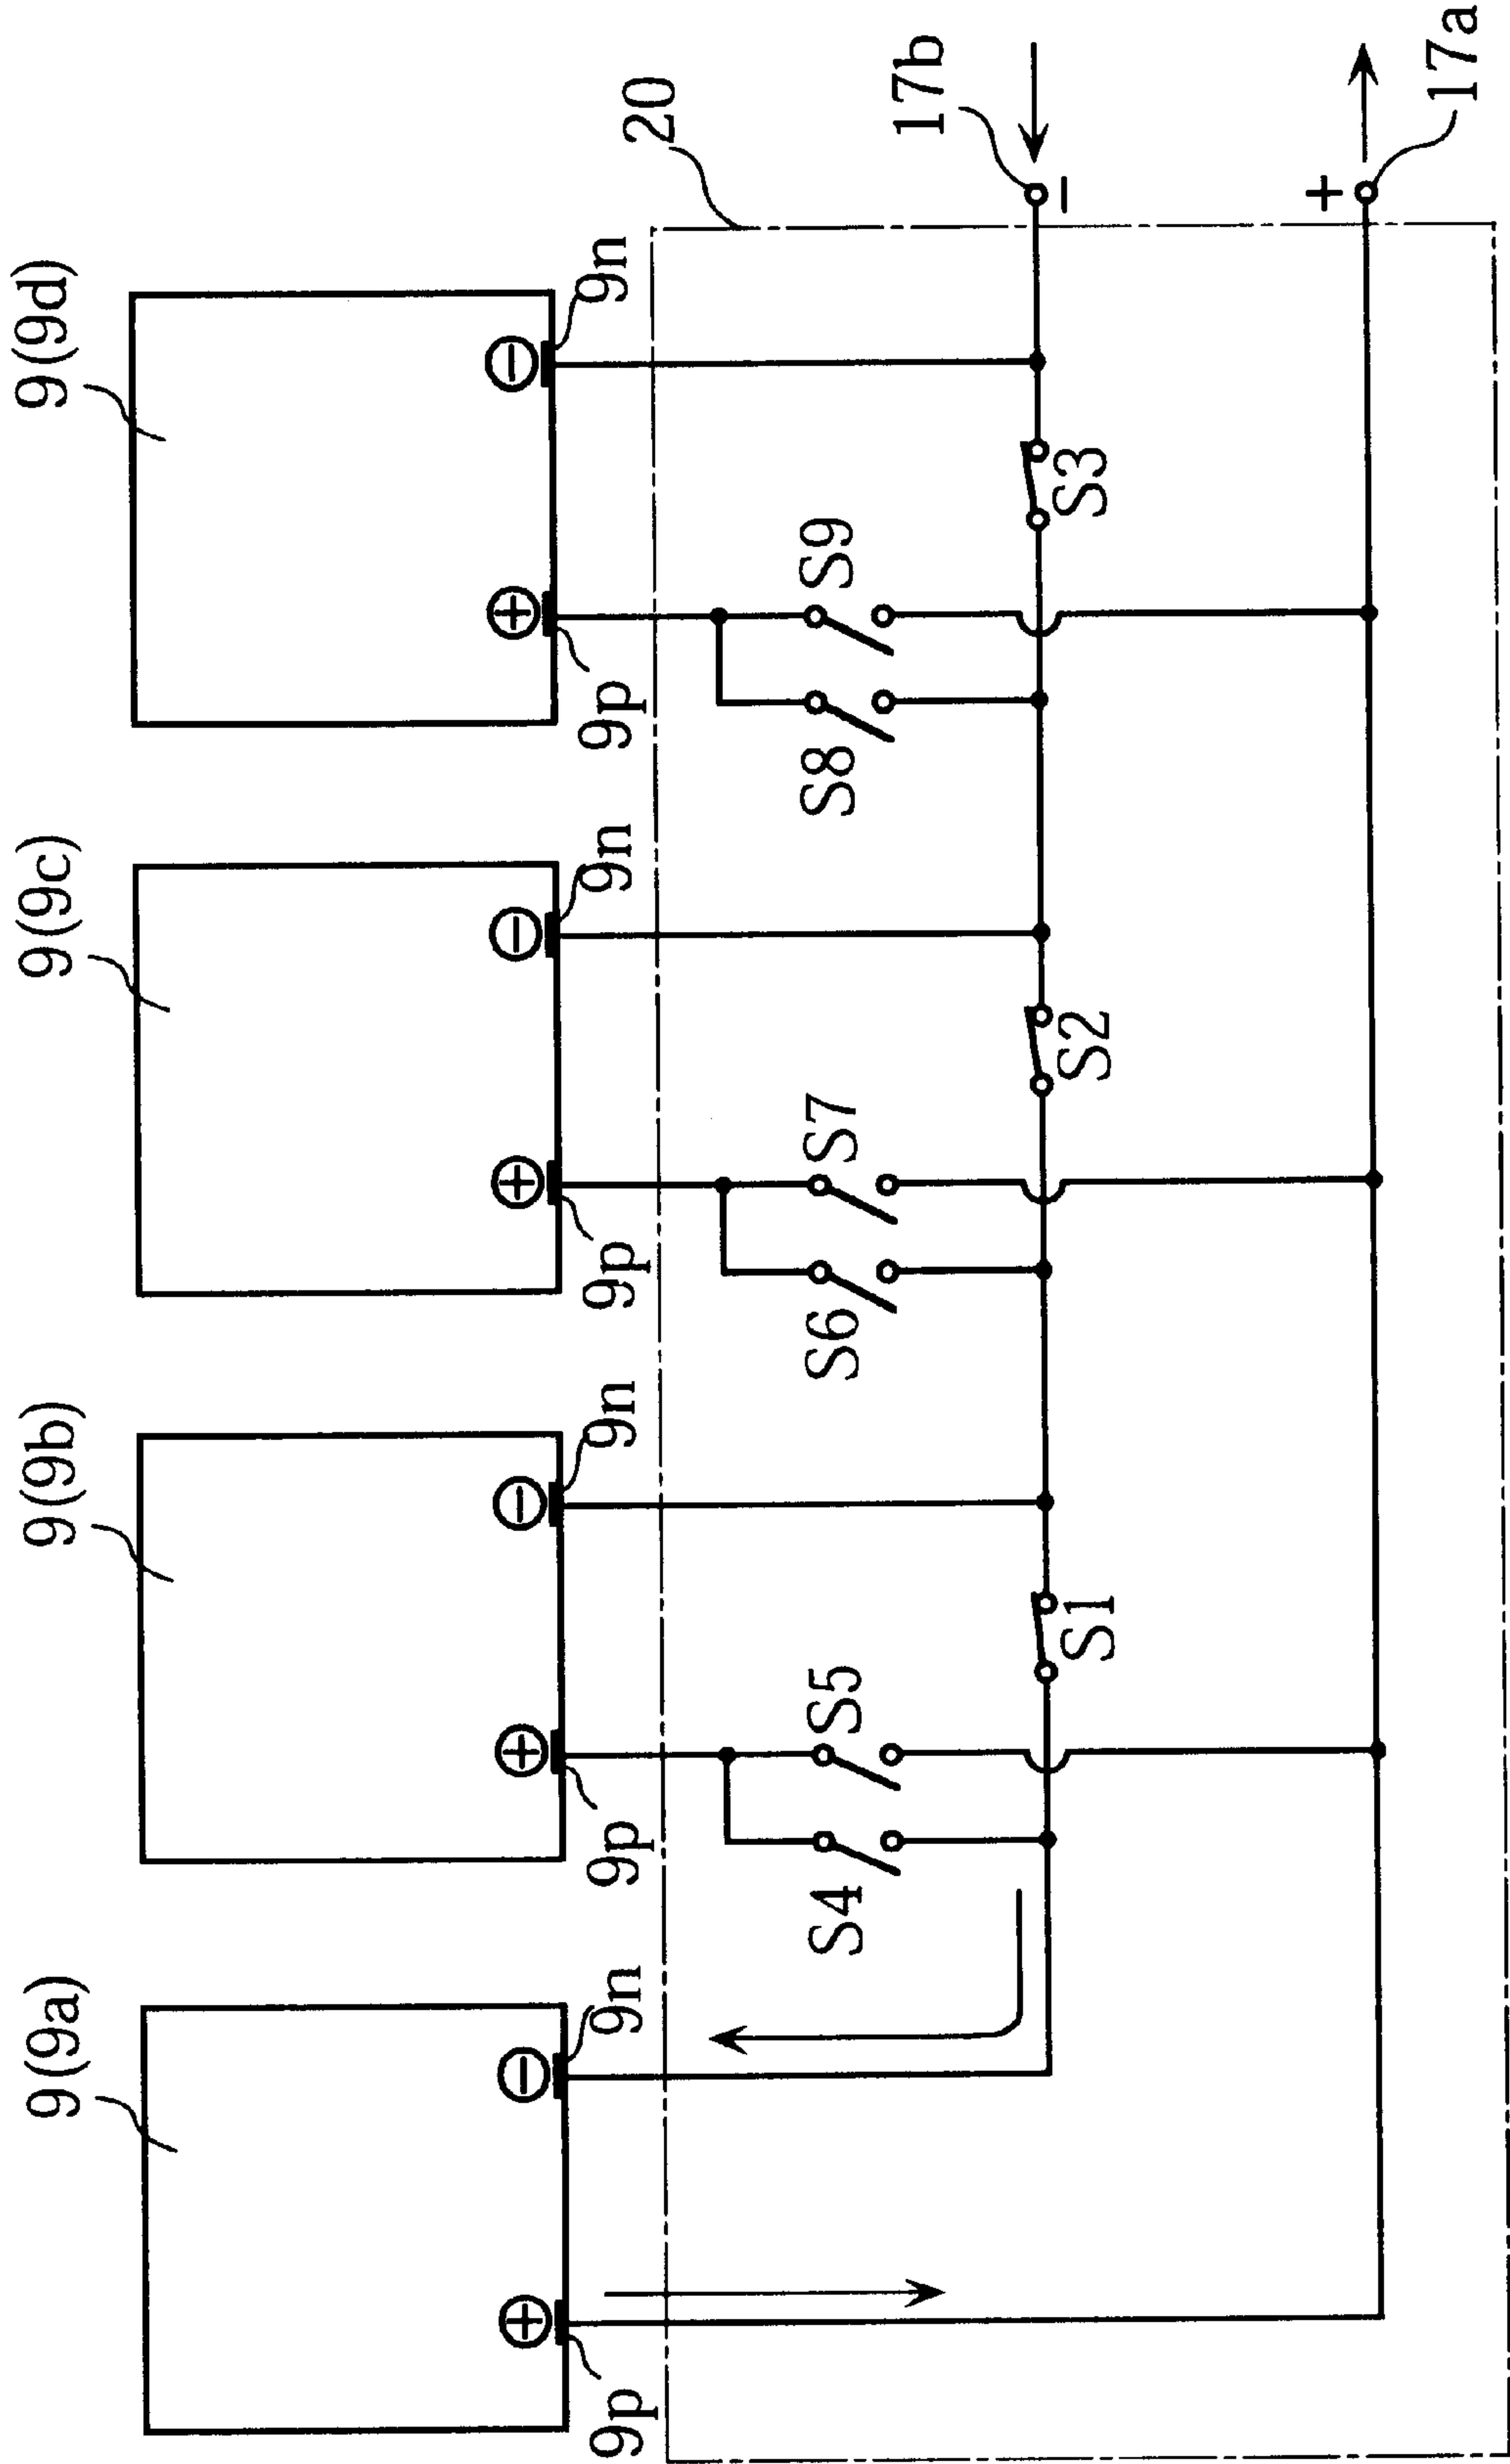 9(9a)
9(9b)
9(9c)
9(9d)
+
−
+
−
+
−
+
−
9p
9n
9p
9n
9p
9n
9p
9n
20
S4
S5
S6
S7
S8
S9
S1
S2
S3
17b
−
+
17a